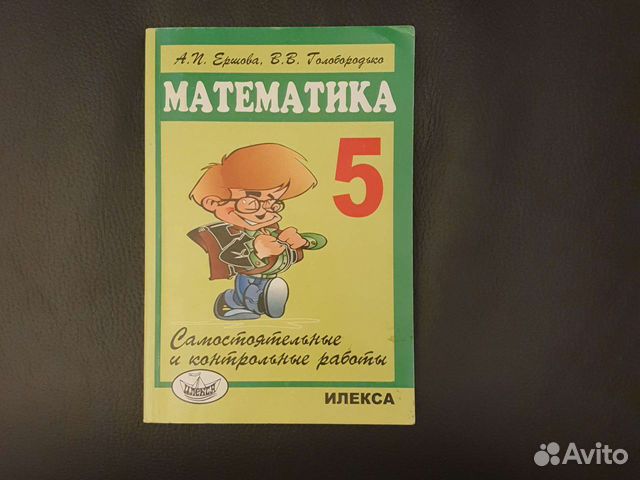 А.П. Ершова, В.В. Голобородько
МАТЕМАТИКА
5
Самостоятельные
и контрольные работы
ИЛЕКСА
ИЛЕКСА
Avito